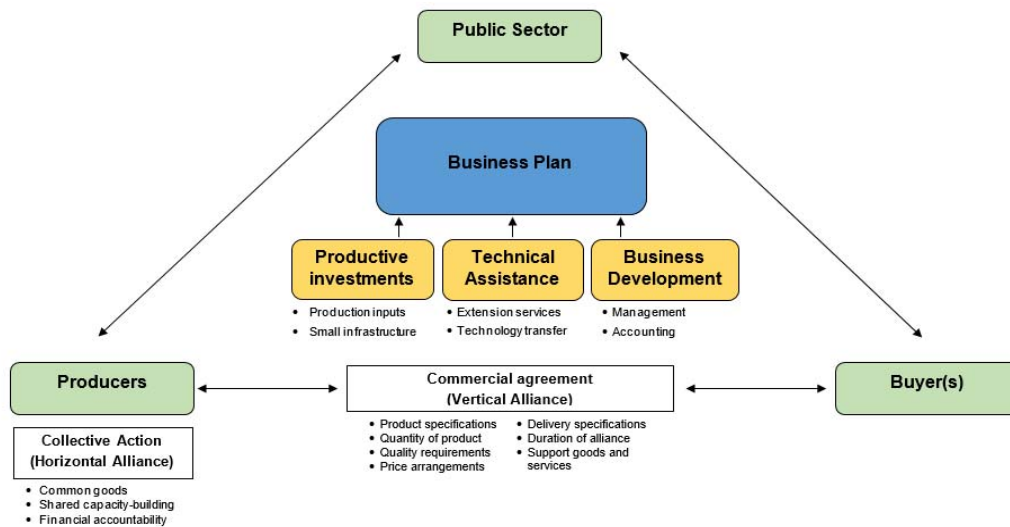 Public Sector
Business Plan
Productive
investments
• Production inputs
• Small infrastructure
Technical
Assistance
• Extension services
• Technology transfer
Business
Development
• Management
• Accounting
Producers
Commercial agreement
(Vertical Alliance)
Buyer(s)
• Product specifications
• Quantity of product
• Quality requirements
• Price arrangements
• Delivery specifications
• Duration of alliance
• Support goods and
services
Collective Action
(Horizontal Alliance)
• Common goods
• Shared capacity-building
• Financial accountability